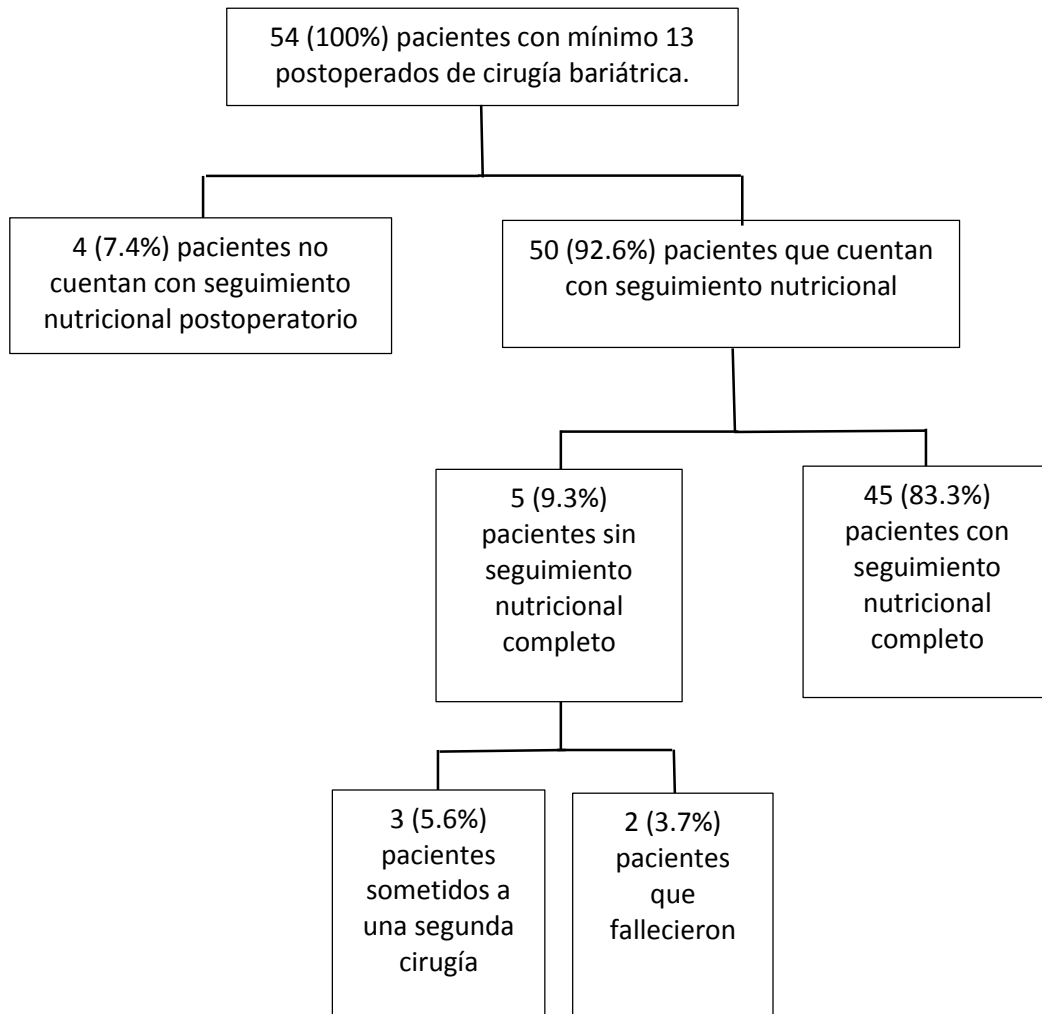 54 (100%) pacientes con mínimo 13
postoperados de cirugía bariátrica.
4 (7.4%) pacientes no
cuentan con seguimiento
nutricional postoperatorio
50 (92.6%) pacientes que cuentan
con seguimiento nutricional
5 (9.3%)
pacientes sin
seguimiento
nutricional
completo
45 (83.3%)
pacientes con
seguimiento
nutricional
completo
3 (5.6%)
pacientes
sometidos a
una segunda
cirugía
2 (3.7%)
pacientes
que
fallecieron